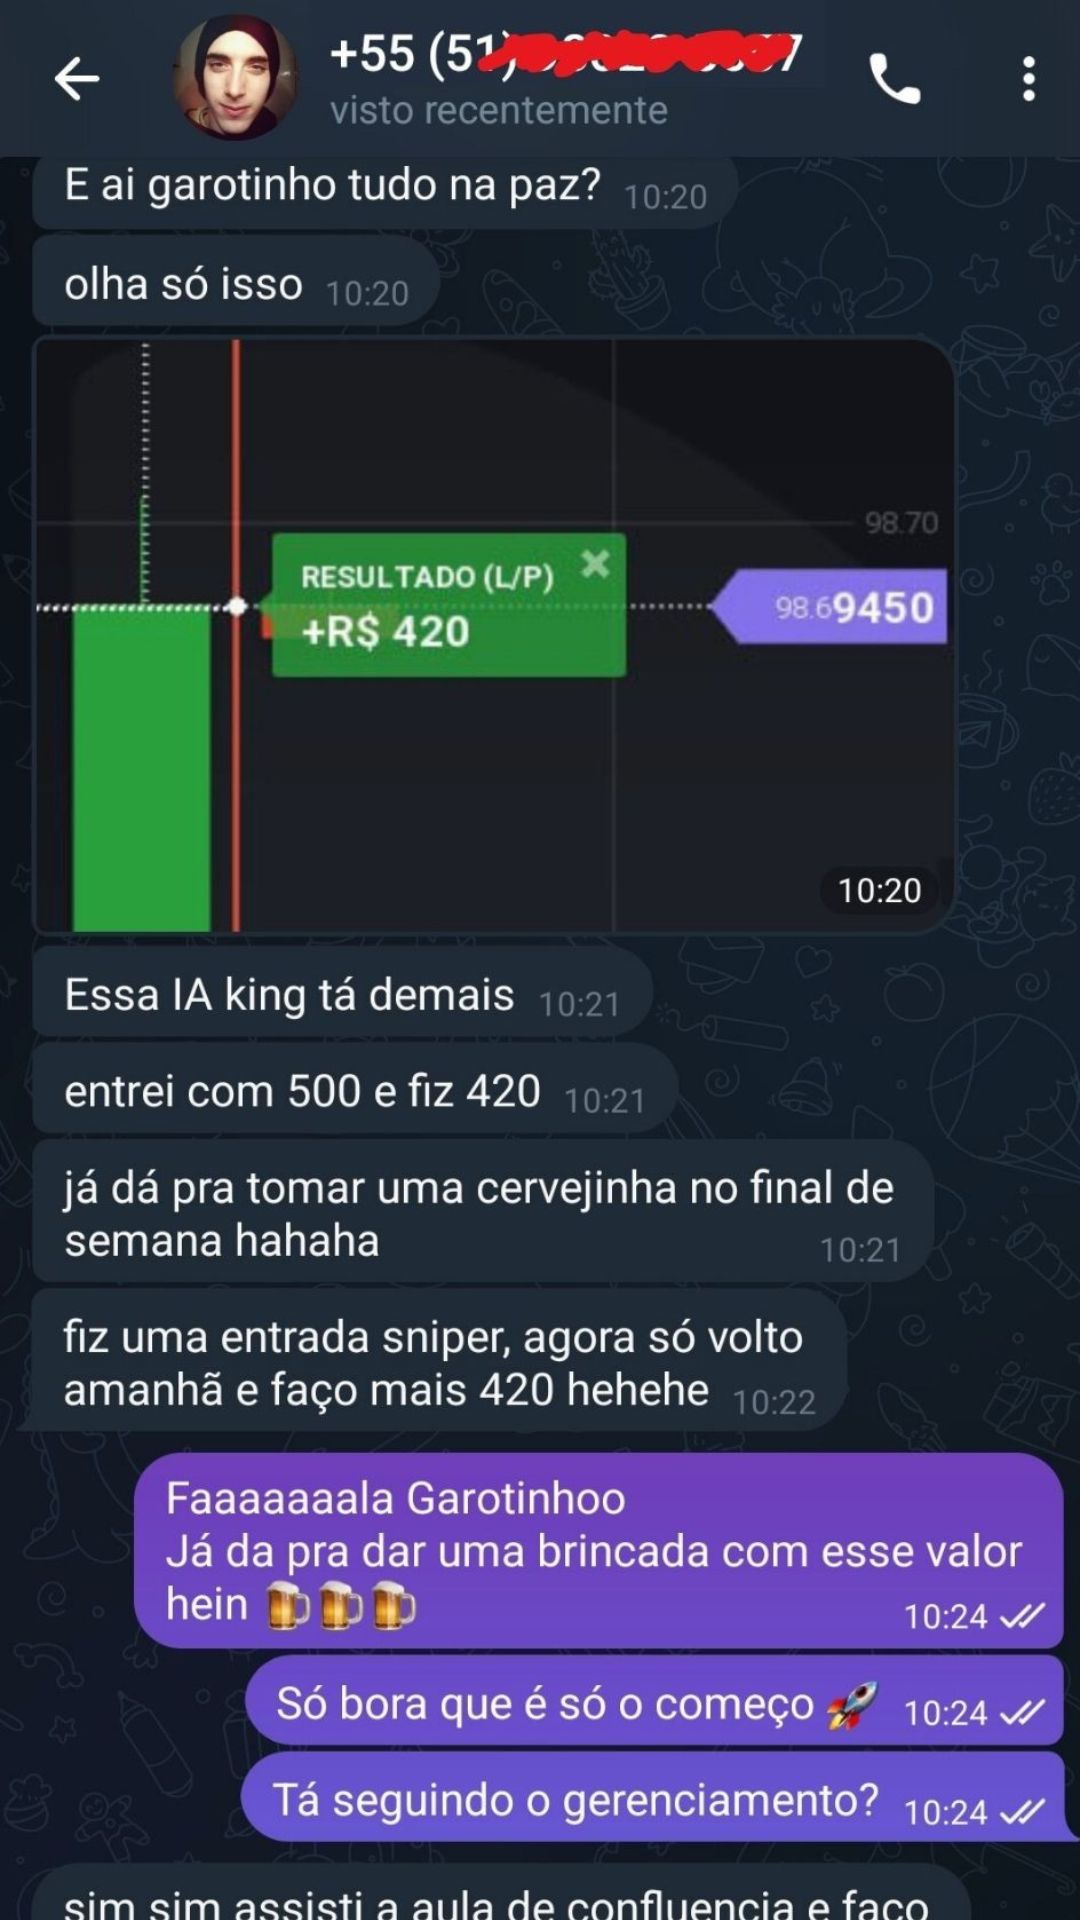 +55 (51)
visto recentemente
E ai garotinho tudo na paz? 10:20
olha só isso 10:20
98.70
RESULTADO (L/P)
+R$ 420
98.69450
10:20
Essa IA king tá demais 10:21
entrei com 500 e fiz 420 10:21
já dá pra tomar uma cervejinha no final de
semana hahaha 10:21
fiz uma entrada sniper, agora só volto
amanhã e faço mais 420 hehehe 10:22
Faaaaaaala Garotinhoo
Já da pra dar uma brincada com esse valor
hein 🍺🍺🍺 10:24
Só bora que é só o começo 🚀 10:24
Tá seguindo o gerenciamento? 10:24
sim sim assisti a aula de confluencia e faço